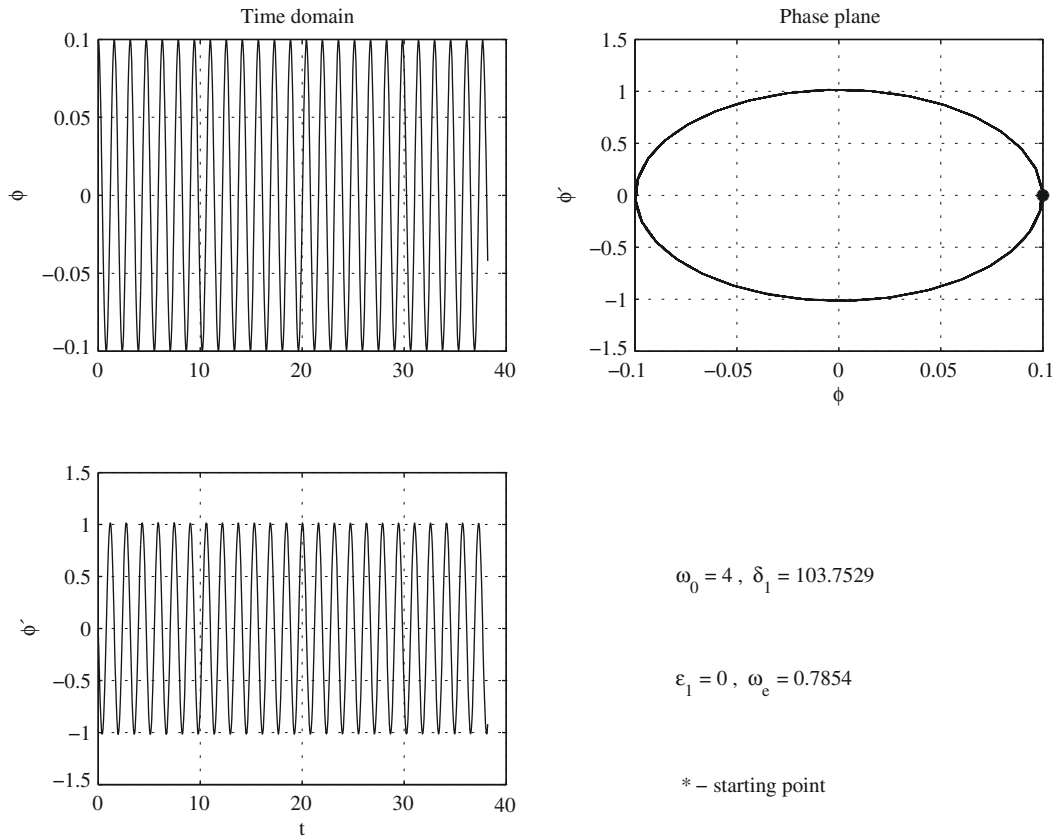 Time domain
0.1
0.05
0
−0.05
−0.1
ϕ
0 10 20 30 40
Phase plane
1.5
1
0.5
0
−0.5
−1
−1.5
ϕ´
−0.1 −0.05 0 0.05 0.1
ϕ
1.5
1
0.5
0
−0.5
−1
−1.5
ϕ´
0 10 20 30 40
t
ω₀ = 4 , δ₁ = 103.7529
ε₁ = 0 , ωₑ = 0.7854
* – starting point